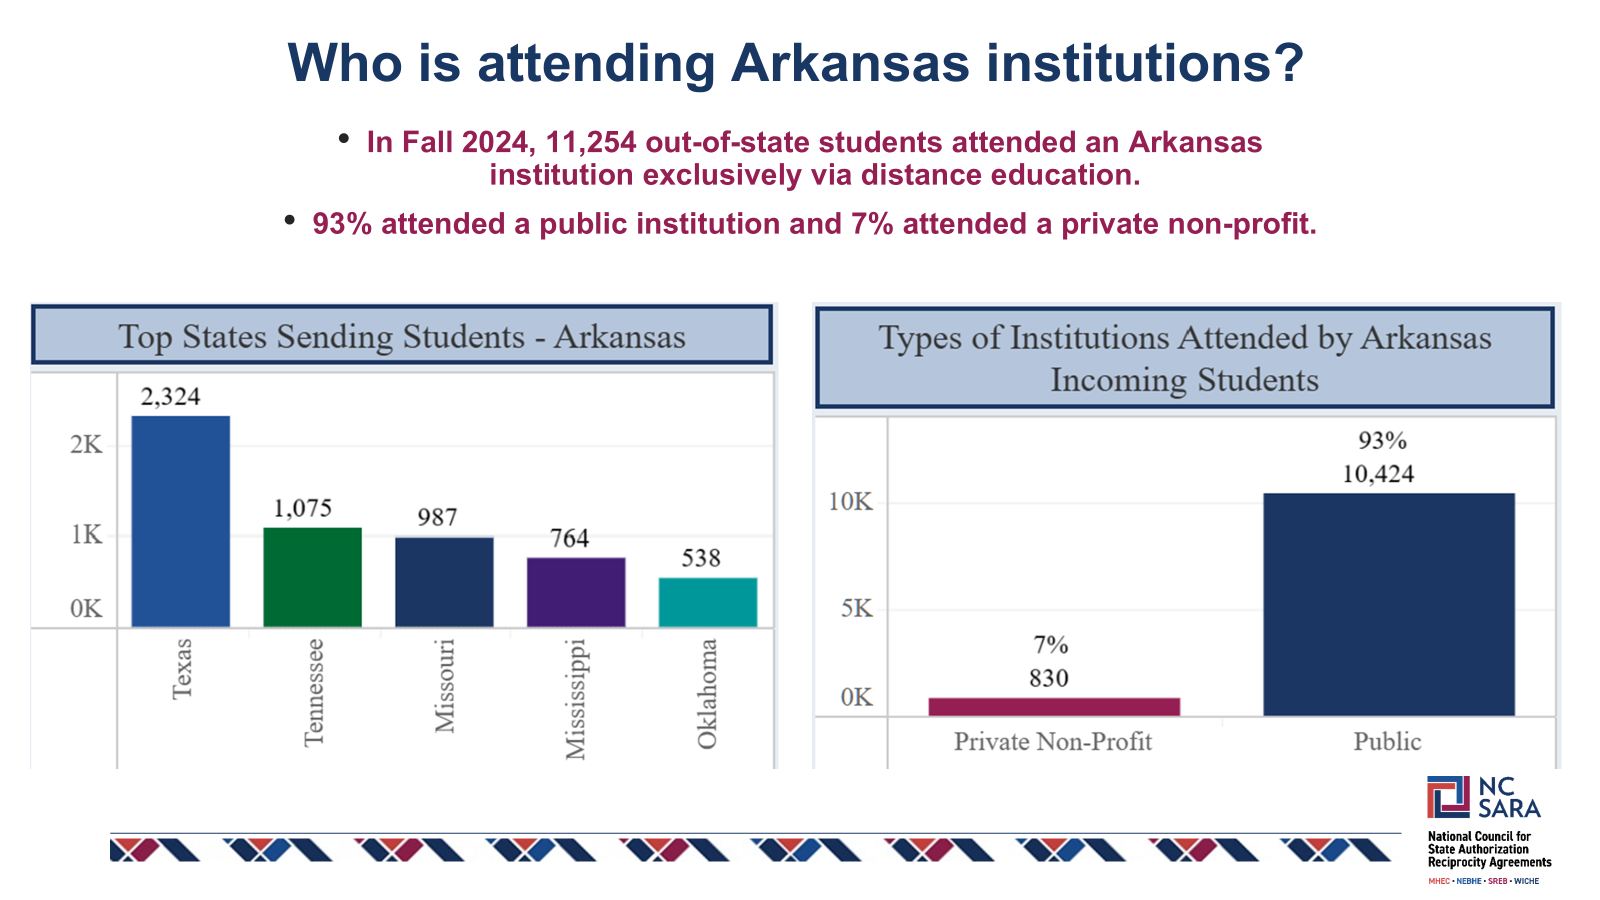 Who is attending Arkansas institutions?
• In Fall 2024, 11,254 out-of-state students attended an Arkansas
institution exclusively via distance education.
• 93% attended a public institution and 7% attended a private non-profit.
Top States Sending Students - Arkansas
2,324
1,075
987
764
538
2K
1K
0K
Texas
Tennessee
Missouri
Mississippi
Oklahoma
Types of Institutions Attended by Arkansas
Incoming Students
93%
10,424
7%
830
10K
5K
0K
Private Non-Profit
Public
NC
SARA
National Council for
State Authorization
Reciprocity Agreements
MHEC • NEBHE • SREB • WICHE